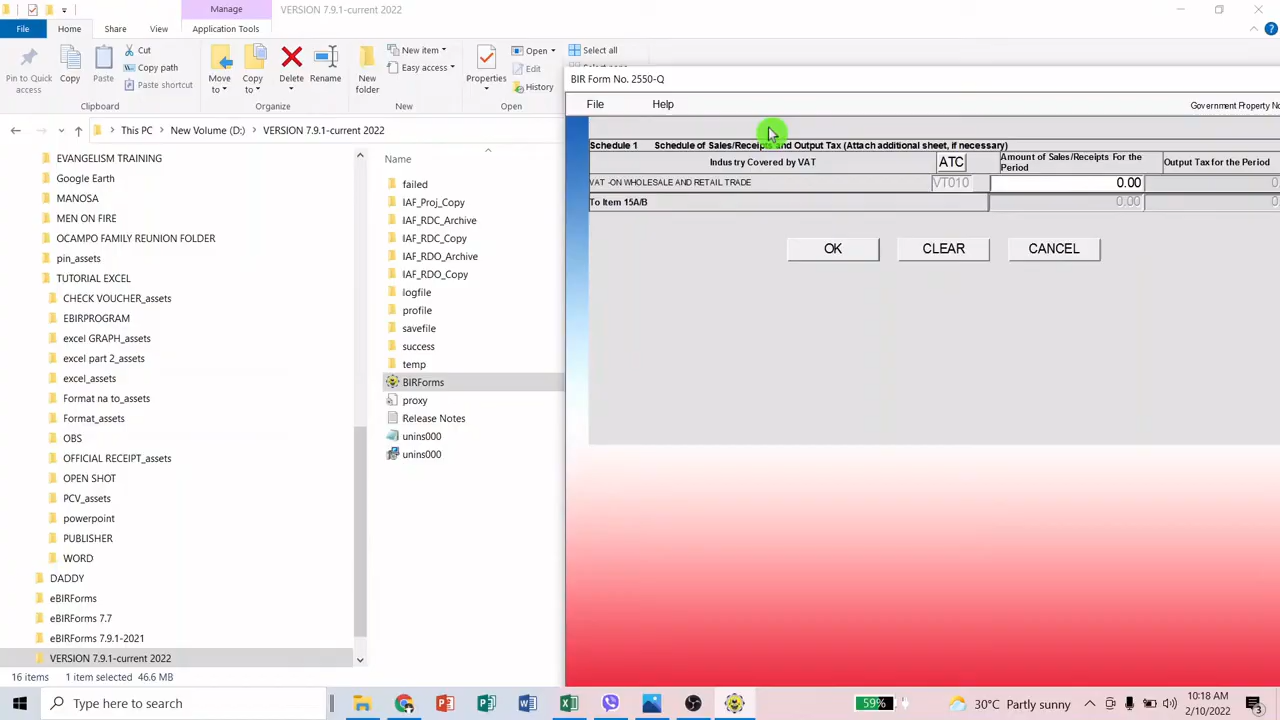 Manage
VERSION 7.9.1-current 2022
File
Home
Share
View
Application Tools
Pin to Quick
access
Copy
Paste
Cut
Copy path
Paste shortcut
Clipboard
Move
to
Copy
to
Delete
Rename
Organize
New
folder
New item
Easy access
New
Properties
Open
Edit
History
Open
Select all
BIR Form No. 2550-Q
File
Help
Government Property No
This PC
New Volume (D:)
VERSION 7.9.1-current 2022
EVANGELISM TRAINING
Google Earth
MANOSA
MEN ON FIRE
OCAMPO FAMILY REUNION FOLDER
pin_assets
TUTORIAL EXCEL
CHECK VOUCHER_assets
EBIRPROGRAM
excel GRAPH_assets
excel part 2_assets
excel_assets
Format na to_assets
Format_assets
OBS
OFFICIAL RECEIPT_assets
OPEN SHOT
PCV_assets
powerpoint
PUBLISHER
WORD
DADDY
eBIRForms
eBIRForms 7.7
eBIRForms 7.9.1-2021
VERSION 7.9.1-current 2022
Name
failed
IAF_Proj_Copy
IAF_RDC_Archive
IAF_RDC_Copy
IAF_RDO_Archive
IAF_RDO_Copy
logfile
profile
savefile
success
temp
BIRForms
proxy
Release Notes
unins000
unins000
Schedule 1 Schedule of Sales/Receipts and Output Tax (Attach additional sheet, if necessary)
Industry Covered by VAT
ATC
Amount of Sales/Receipts For the
Period
Output Tax for the Period
VAT -ON WHOLESALE AND RETAIL TRADE
VT010
0.00
0
To Item 15A/B
0.00
0
OK
CLEAR
CANCEL
16 items
1 item selected 46.6 MB
Type here to search
59%
30°C Partly sunny
10:18 AM
2/10/2022
3